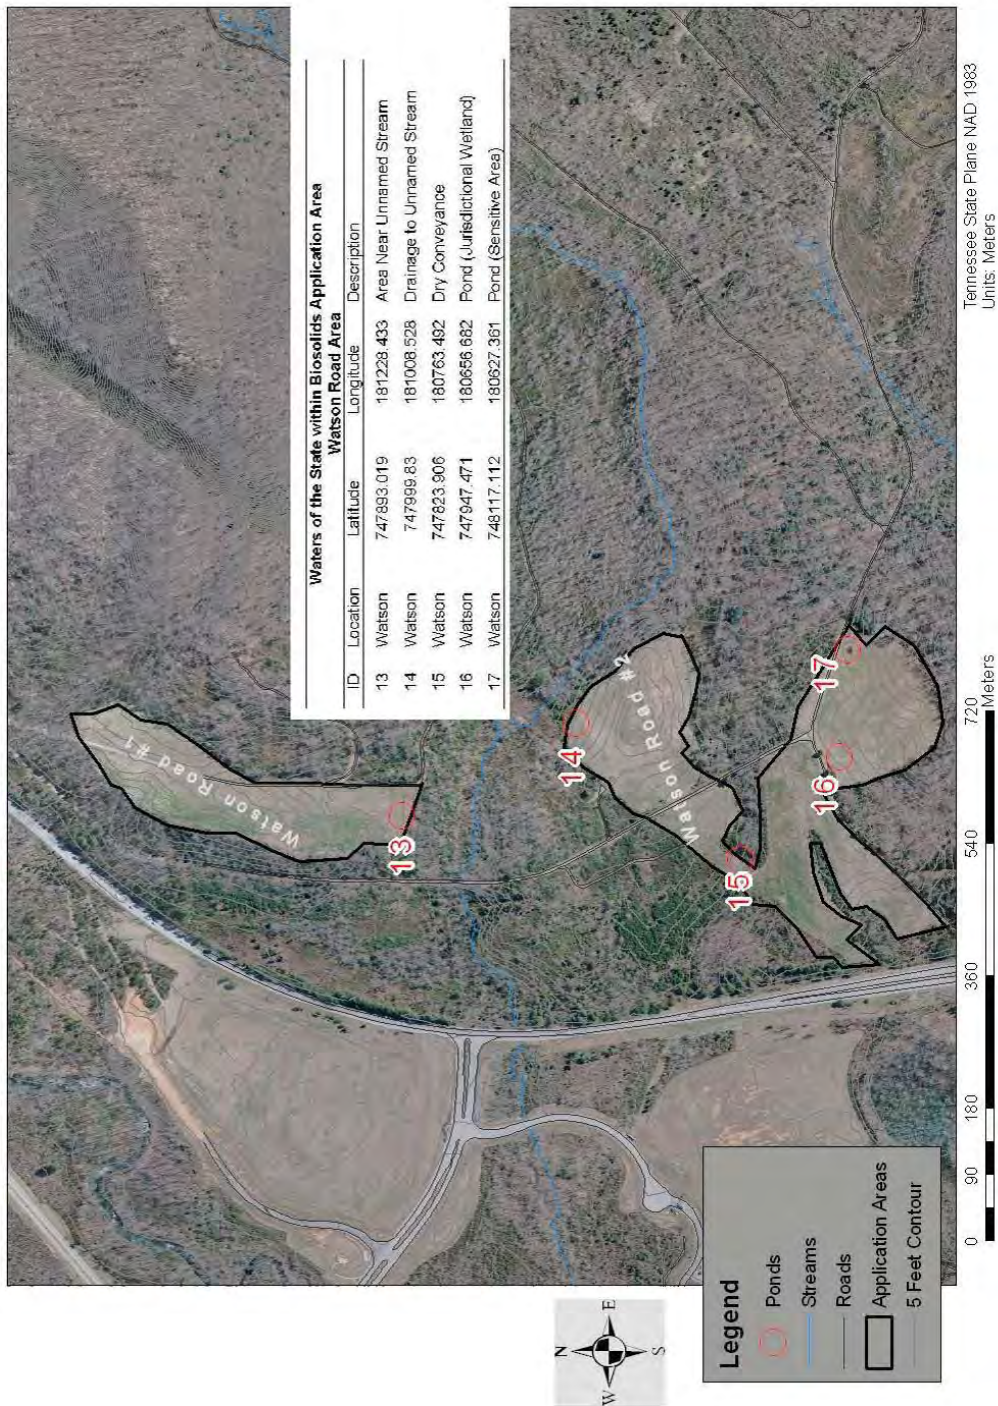 Waters of the State within Biosolids Application Area
Watson Road Area
ID Location Latitude Longitude Description
13 Watson 747893.019 181228.433 Area Near Unnamed Stream
14 Watson 747999.83 181008.528 Drainage to Unnamed Stream
15 Watson 747823.906 180763.492 Dry Conveyance
16 Watson 747947.471 180656.682 Pond (Jurisdictional Wetland)
17 Watson 748117.112 180627.361 Pond (Sensitive Area)
Watson Road #1
13
14
Watson Road #2
15
16
17
N
W E
S
Legend
Ponds
Streams
Roads
Application Areas
5 Feet Contour
0 90 180 360 540 720
Meters
Tennessee State Plane NAD 1983
Units: Meters